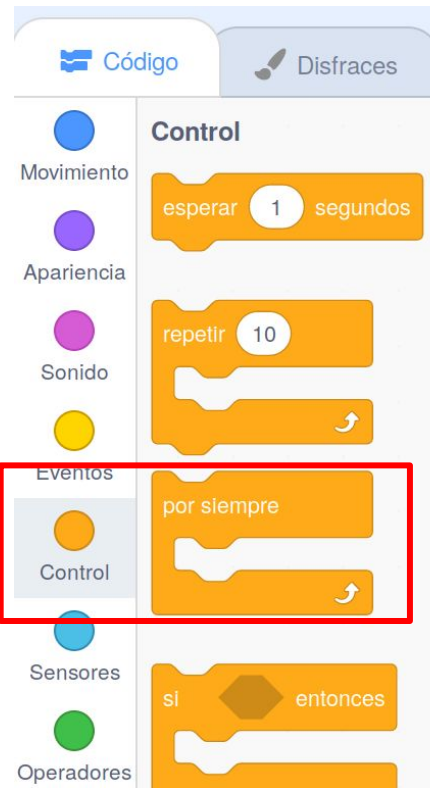 Código
Disfraces
Movimiento
Apariencia
Sonido
Eventos
Control
Sensores
Operadores
Control
esperar 1 segundos
repetir 10
por siempre
si entonces